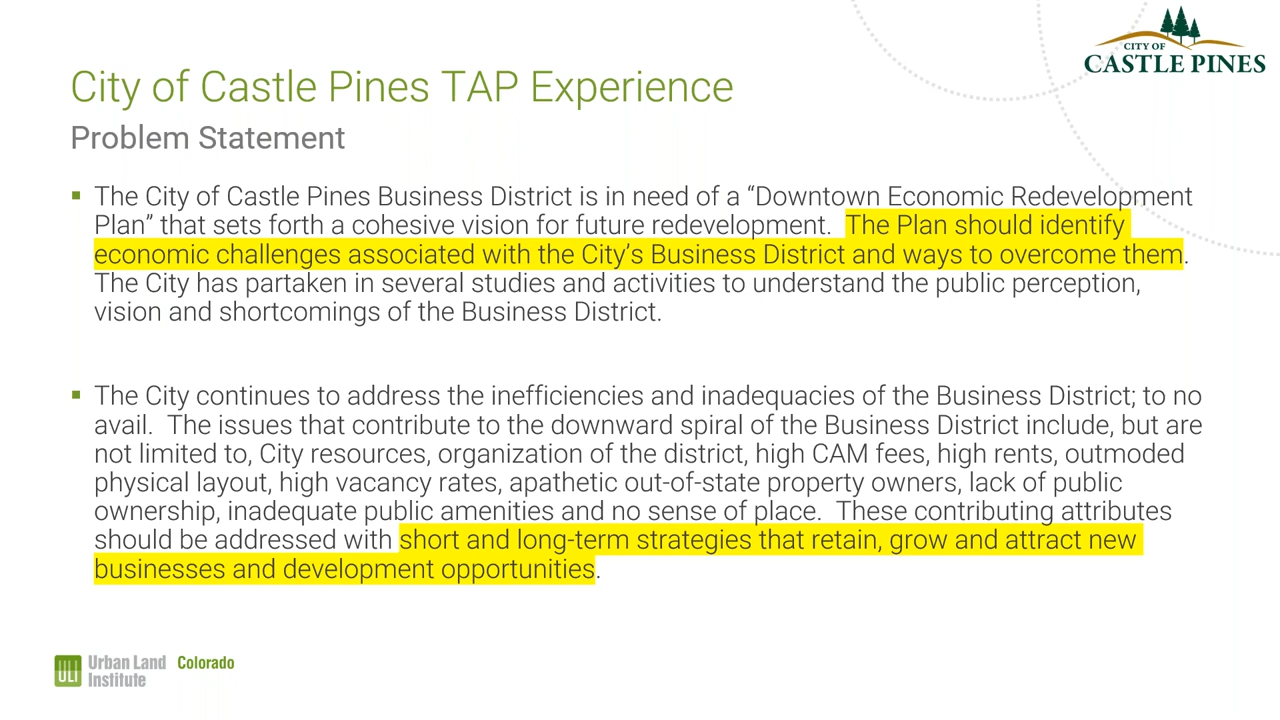 CITY OF
CASTLE PINES
City of Castle Pines TAP Experience
Problem Statement
▪ The City of Castle Pines Business District is in need of a “Downtown Economic Redevelopment
Plan” that sets forth a cohesive vision for future redevelopment.  The Plan should identify
economic challenges associated with the City’s Business District and ways to overcome them.
The City has partaken in several studies and activities to understand the public perception,
vision and shortcomings of the Business District.
▪ The City continues to address the inefficiencies and inadequacies of the Business District; to no
avail.  The issues that contribute to the downward spiral of the Business District include, but are
not limited to, City resources, organization of the district, high CAM fees, high rents, outmoded
physical layout, high vacancy rates, apathetic out-of-state property owners, lack of public
ownership, inadequate public amenities and no sense of place.  These contributing attributes
should be addressed with short and long-term strategies that retain, grow and attract new
businesses and development opportunities.
ULI Urban Land Colorado
Institute